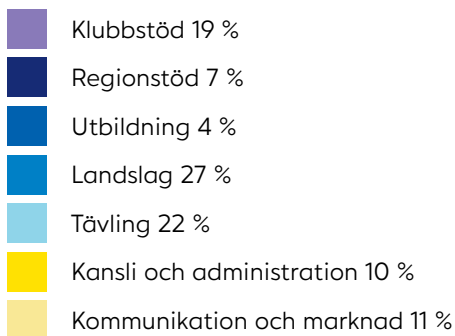 Klubbstöd 19 %
Regionstöd 7 %
Utbildning 4 %
Landslag 27 %
Tävling 22 %
Kansli och administration 10 %
Kommunikation och marknad 11 %